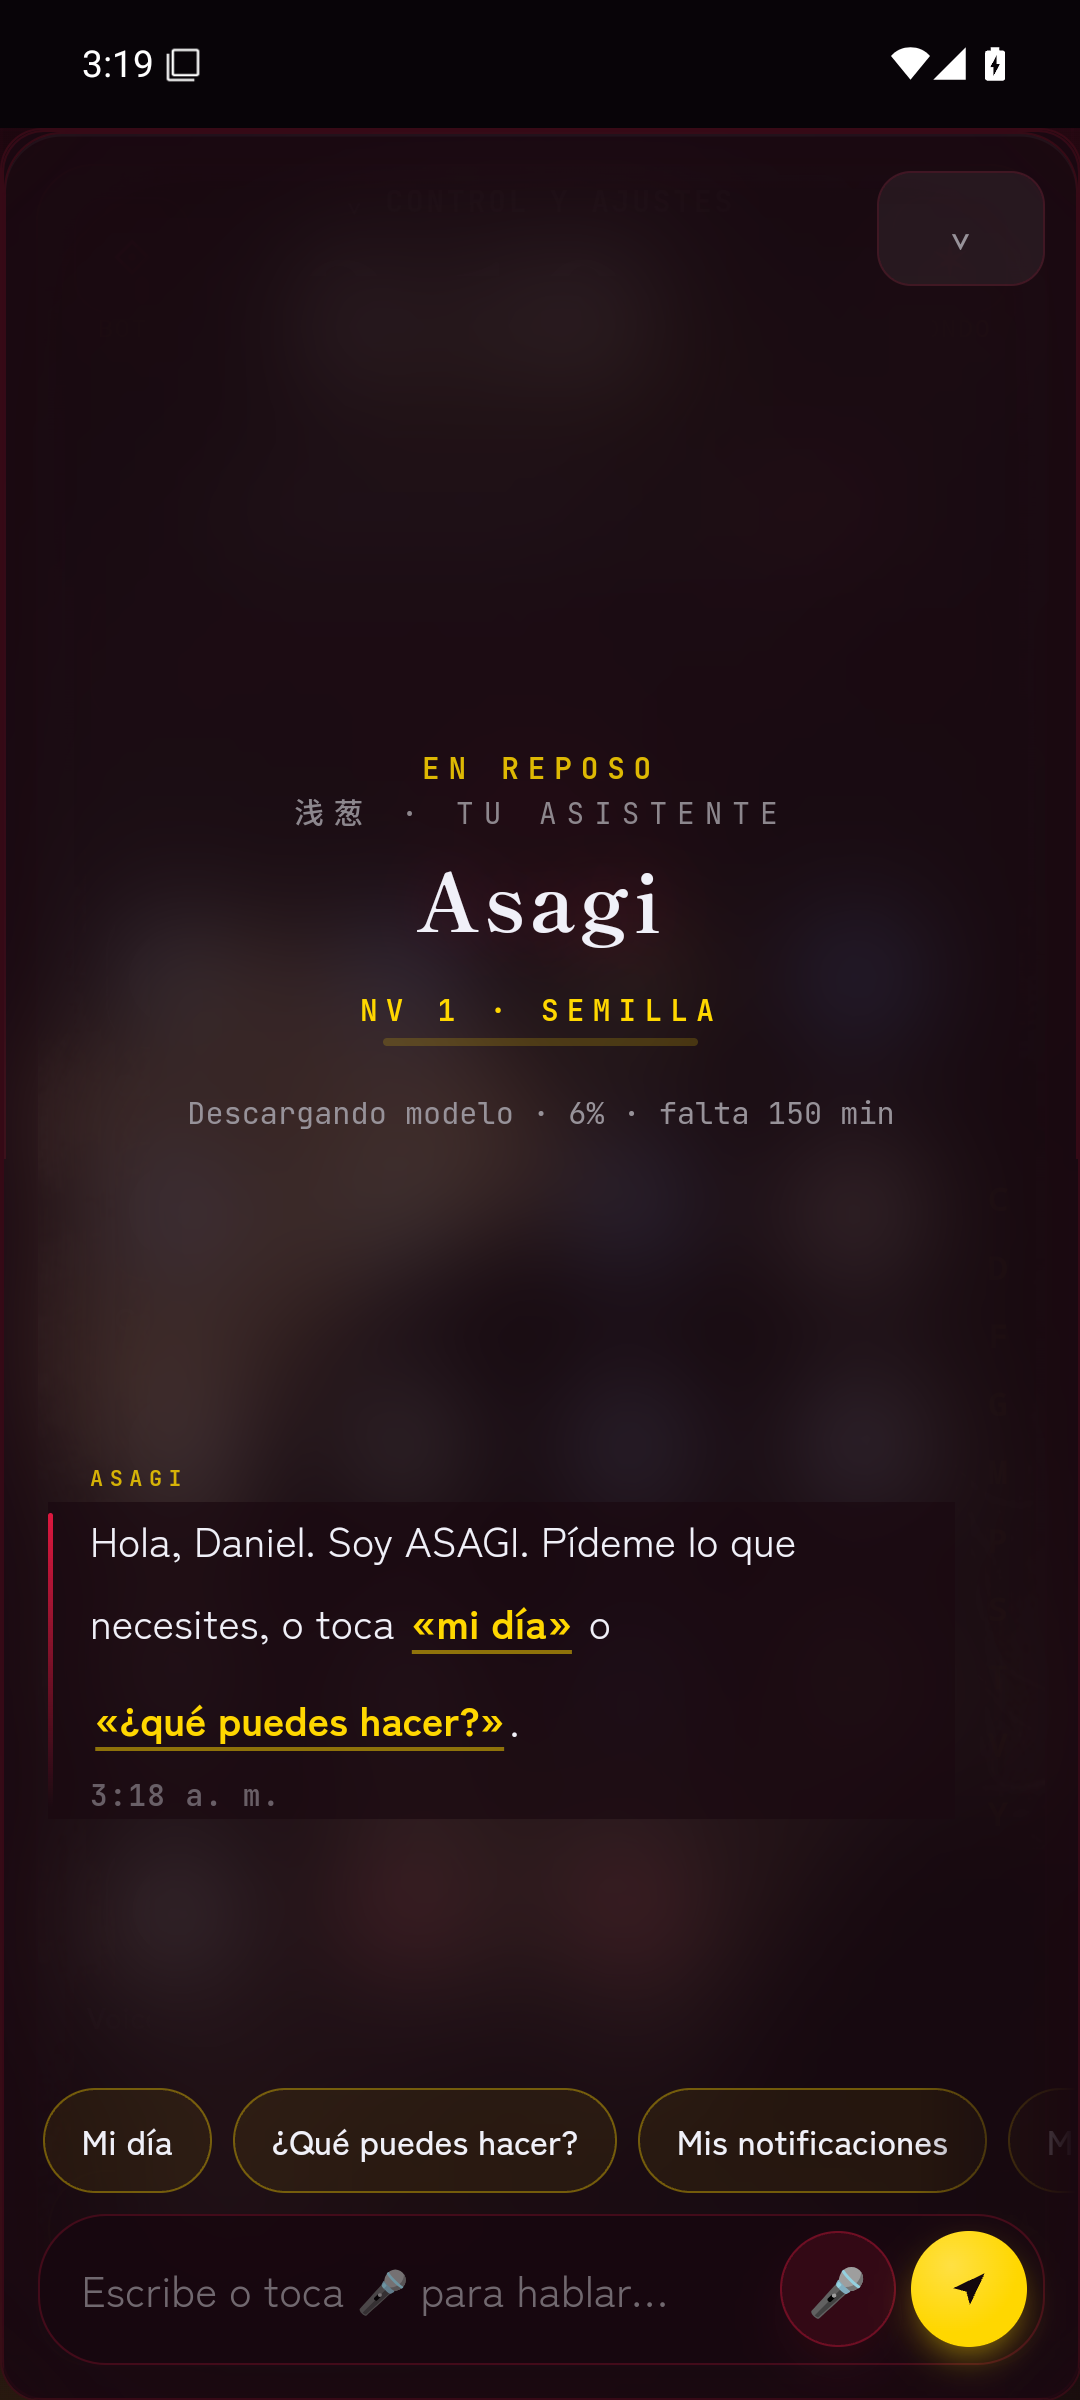 3:19
CONTROL Y AJUSTES
EN REPOSO
浅葱 · TU ASISTENTE
Asagi
NV 1 · SEMILLA
Descargando modelo · 6% · falta 150 min
ASAGI
Hola, Daniel. Soy ASAGI. Pídeme lo que
necesites, o toca «mi día» o
«¿qué puedes hacer?».
3:18 a. m.
Mi día
¿Qué puedes hacer?
Mis notificaciones
M
Escribe o toca 🎤 para hablar...